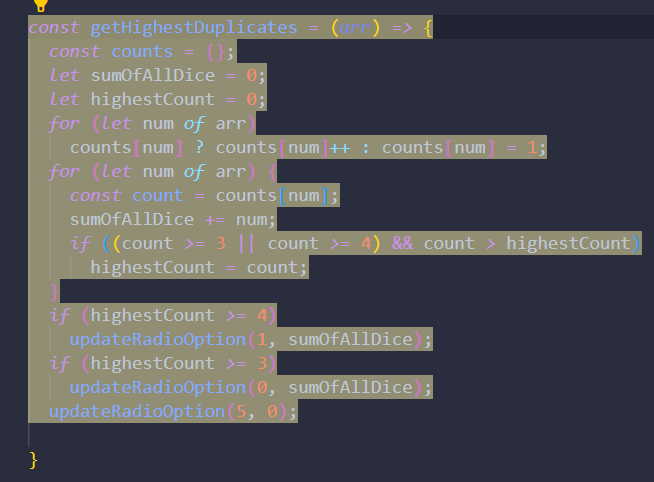 const getHighestDuplicates = (arr) => {
  const counts = {};
  let sumOfAllDice = 0;
  let highestCount = 0;
  for (let num of arr)
    counts[num] ? counts[num]++ : counts[num] = 1;
  for (let num of arr) {
    const count = counts[num];
    sumOfAllDice += num;
    if ((count >= 3 || count >= 4) && count > highestCount)
      highestCount = count;
  }
  if (highestCount >= 4)
    updateRadioOption(1, sumOfAllDice);
  if (highestCount >= 3)
    updateRadioOption(0, sumOfAllDice);
  updateRadioOption(5, 0);
}